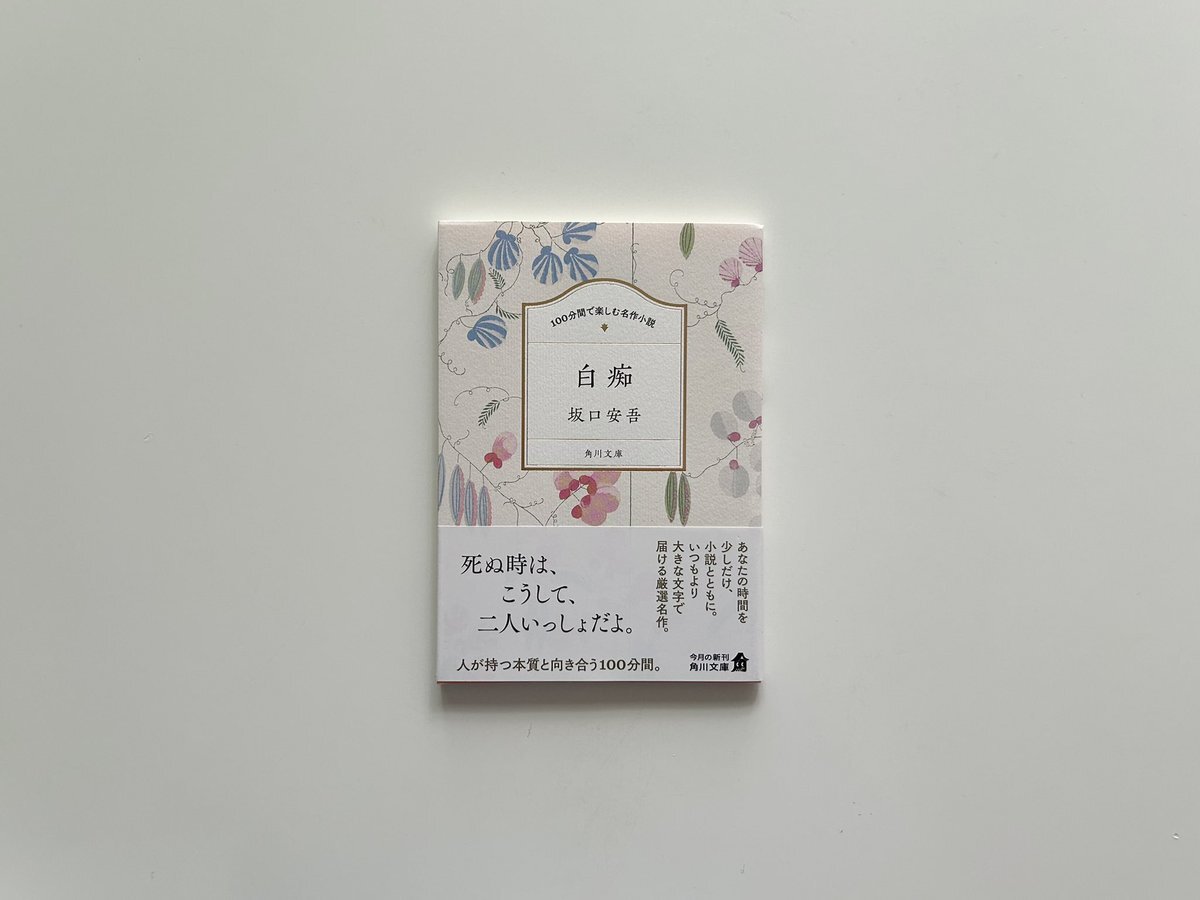 100分間で楽しむ名作小説
白痴
坂口安吾
角川文庫
死ぬ時は、
こうして、
二人いっしょだよ。
あなたの時間を
少しだけ、
小説とともに。
いつもより
大きな文字で
届ける厳選名作。
人が持つ本質と向き合う100分間。
今月の新刊
角川文庫